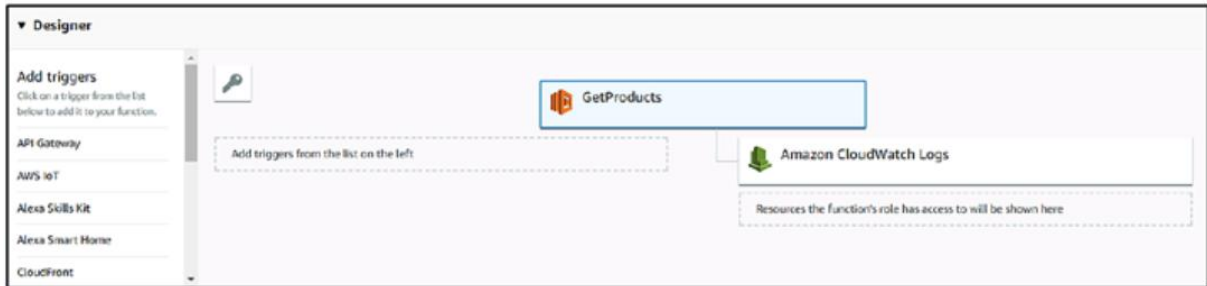 Designer
Add triggers
Click on a trigger from the list
below to add it to your function.
API Gateway
AWS IoT
Alexa Skills Kit
Alexa Smart Home
CloudFront
GetProducts
Add triggers from the list on the left
Amazon CloudWatch Logs
Resources the function's role has access to will be shown here